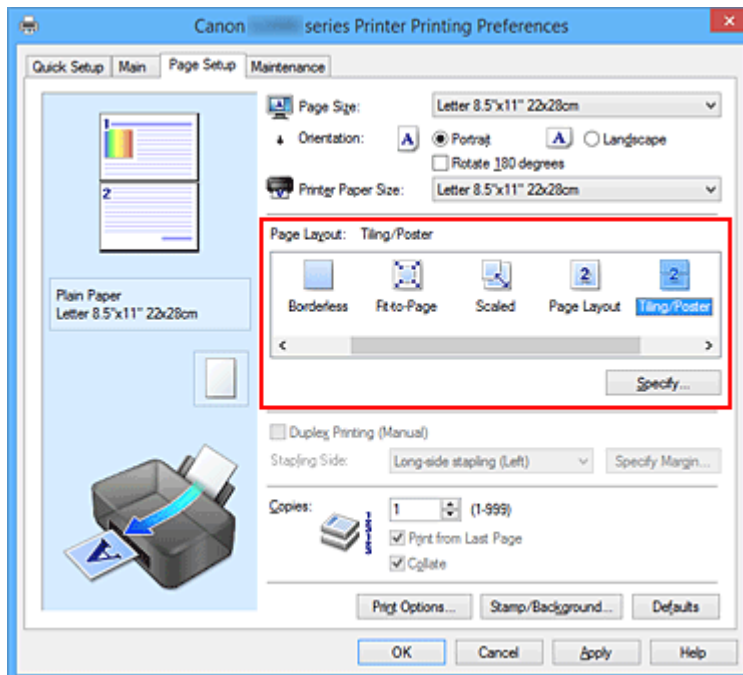 Canon series Printer Printing Preferences
Quick Setup Main Page Setup Maintenance
1
2
Plain Paper
Letter 8.5"x11" 22x28cm
Page Size: Letter 8.5"x11" 22x28cm
Orientation: A Portrait A Landscape
Rotate 180 degrees
Printer Paper Size: Letter 8.5"x11" 22x28cm
Page Layout: Tiling/Poster
2 2
Borderless Fit-to-Page Scaled Page Layout Tiling/Poster
Specify...
Duplex Printing (Manual)
Stapling Side: Long-side stapling (Left) Specify Margin...
Copies: 1 (1-999)
Print from Last Page
Collate
A
Print Options... Stamp/Background... Defaults
OK Cancel Apply Help